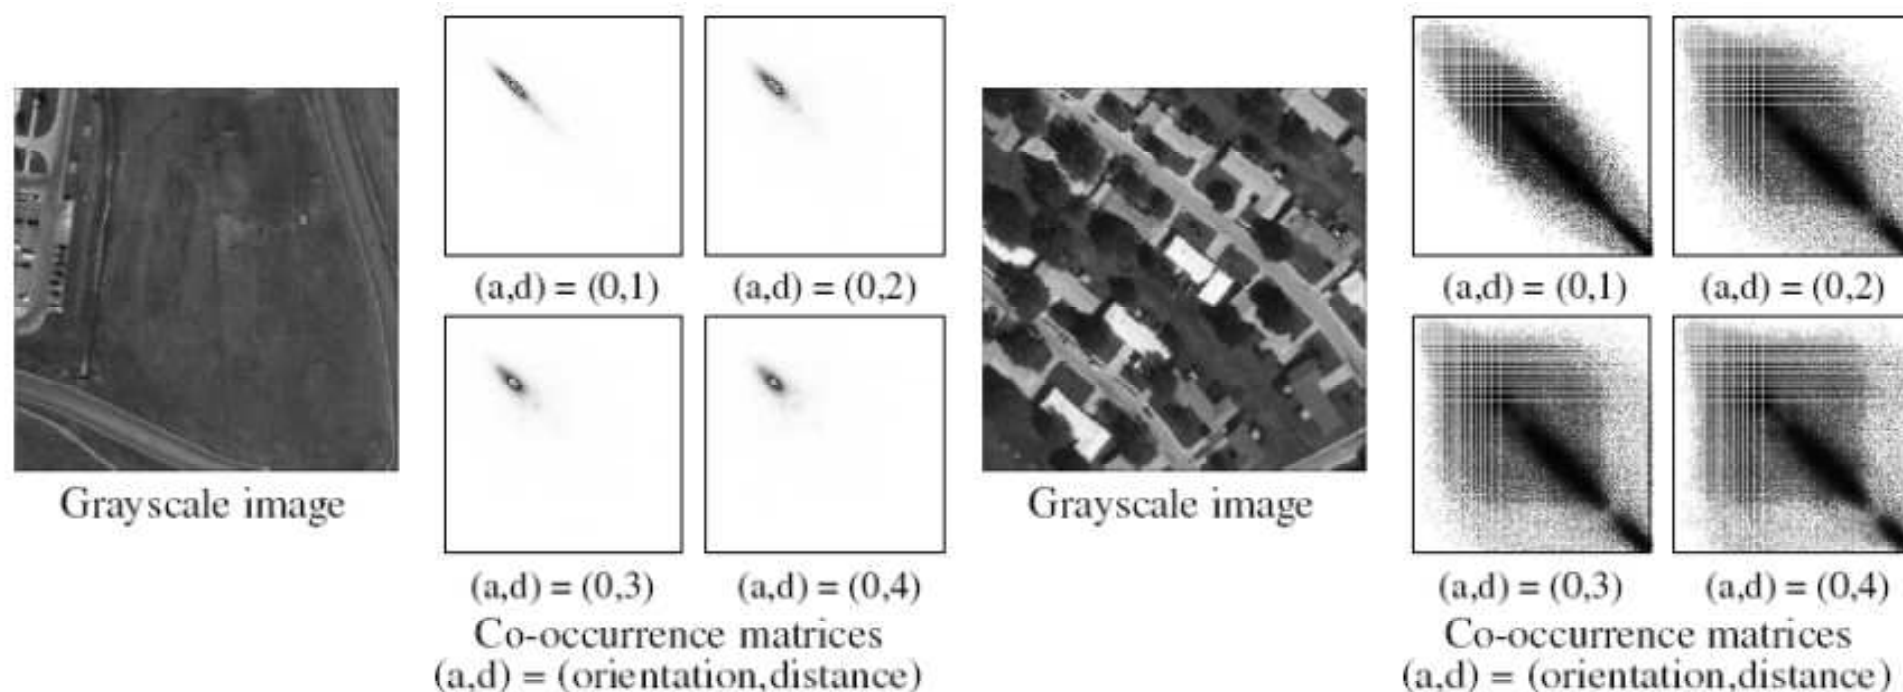 (a,d) = (0,1)
(a,d) = (0,2)
(a,d) = (0,3)
(a,d) = (0,4)
Grayscale image
Co-occurrence matrices
(a,d) = (orientation,distance)
(a,d) = (0,1)
(a,d) = (0,2)
(a,d) = (0,3)
(a,d) = (0,4)
Grayscale image
Co-occurrence matrices
(a,d) = (orientation,distance)